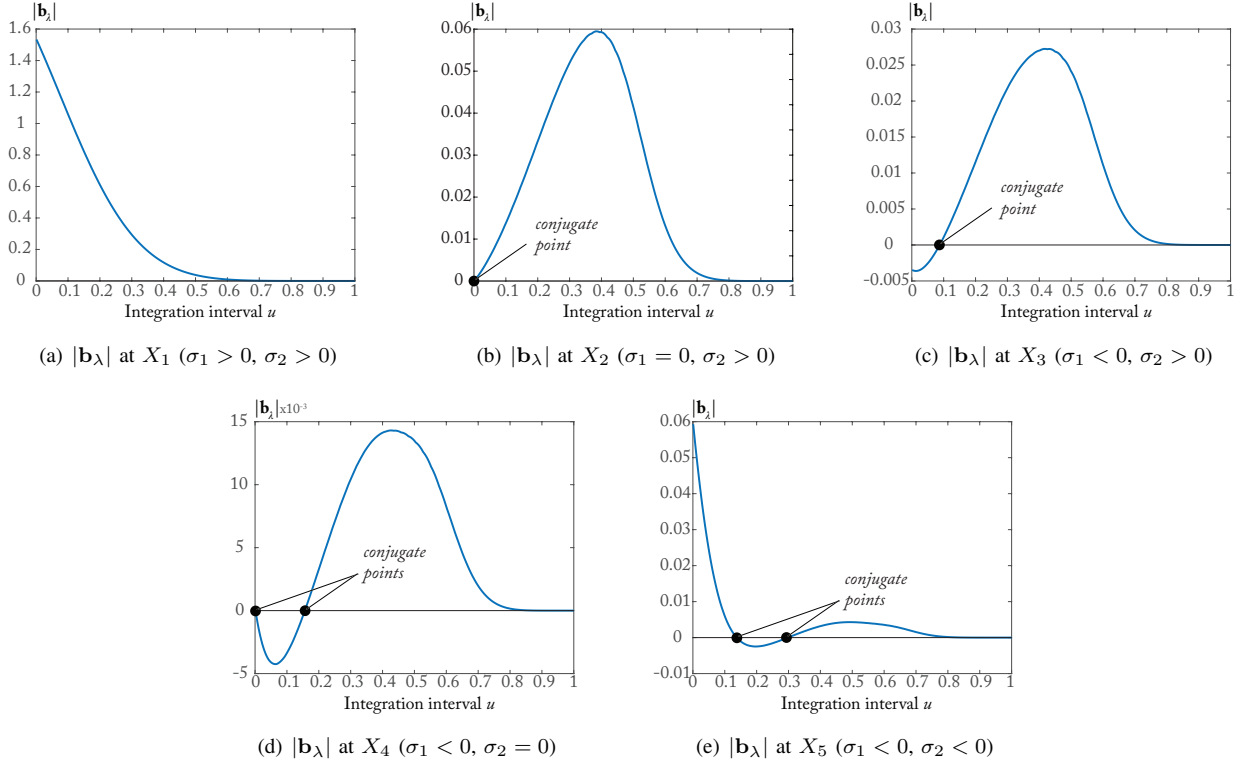 |b_λ|
1.6
1.4
1.2
1
0.8
0.6
0.4
0.2
0
0 0.1 0.2 0.3 0.4 0.5 0.6 0.7 0.8 0.9 1
Integration interval u
(a) |b_λ| at X_1 (σ_1 > 0, σ_2 > 0)
|b_λ|
0.06
0.05
0.04
0.03
0.02
0.01
0
conjugate
point
0 0.1 0.2 0.3 0.4 0.5 0.6 0.7 0.8 0.9 1
Integration interval u
(b) |b_λ| at X_2 (σ_1 = 0, σ_2 > 0)
|b_λ|
0.03
0.025
0.02
0.015
0.01
0.005
0
−0.005
conjugate
point
0 0.1 0.2 0.3 0.4 0.5 0.6 0.7 0.8 0.9 1
Integration interval u
(c) |b_λ| at X_3 (σ_1 < 0, σ_2 > 0)
|b_λ| x10⁻³
15
10
5
0
−5
conjugate
points
0 0.1 0.2 0.3 0.4 0.5 0.6 0.7 0.8 0.9 1
Integration interval u
(d) |b_λ| at X_4 (σ_1 < 0, σ_2 = 0)
|b_λ|
0.06
0.05
0.04
0.03
0.02
0.01
0
−0.01
conjugate
points
0 0.1 0.2 0.3 0.4 0.5 0.6 0.7 0.8 0.9 1
Integration interval u
(e) |b_λ| at X_5 (σ_1 < 0, σ_2 < 0)